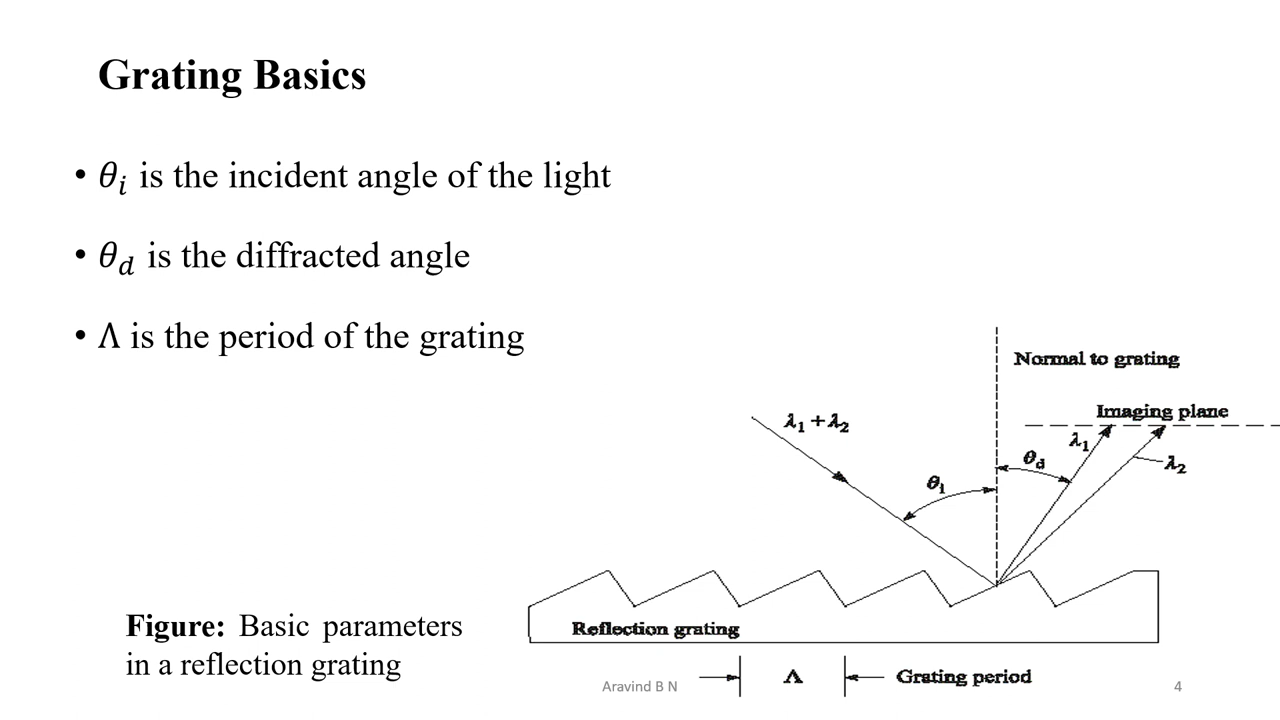 Grating Basics
• θᵢ is the incident angle of the light
• θ_d is the diffracted angle
• Λ is the period of the grating
Normal to grating
Imaging plane
λ₁ + λ₂
λ₁
θ_d
λ₂
θᵢ
Figure: Basic parameters
in a reflection grating
Reflection grating
Λ
Grating period
Aravind B N
4